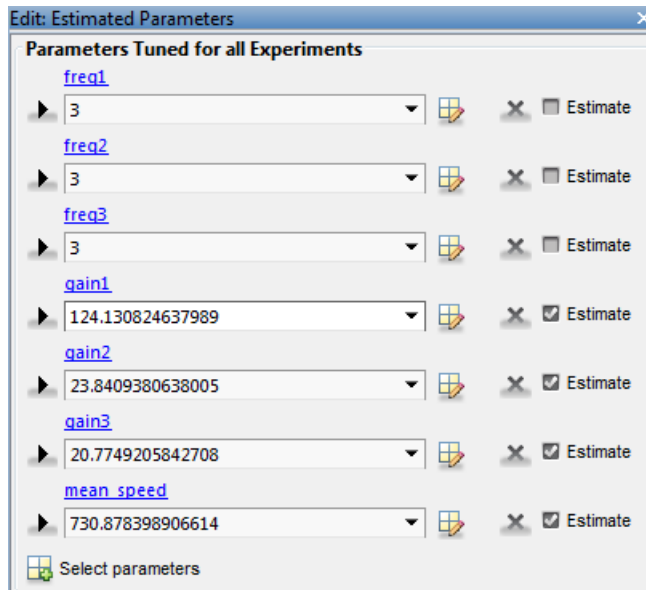 Edit: Estimated Parameters
Parameters Tuned for all Experiments
freq1
3 Estimate
freq2
3 Estimate
freq3
3 Estimate
gain1
124.130824637989 Estimate
gain2
23.8409380638005 Estimate
gain3
20.7749205842708 Estimate
mean_speed
730.878398906614 Estimate
Select parameters